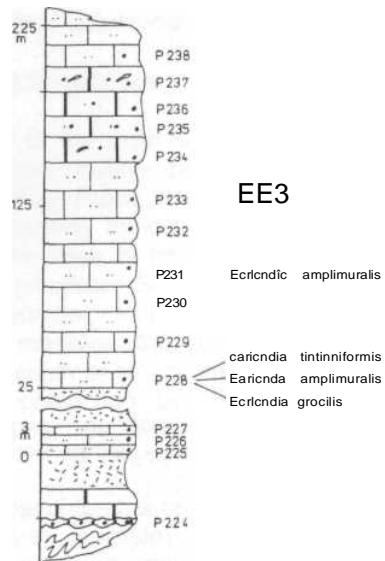 225
m
P238
P237
P236
P235
P234
EE3
125
P233
P232
P231 Ecrlcndîc amplimuralis
P230
P229
caricndia tintinniformis
P228 Earicnda amplimuralis
25
Ecrlcndia grocilis
3
m
P227
P226
0
P225
P224